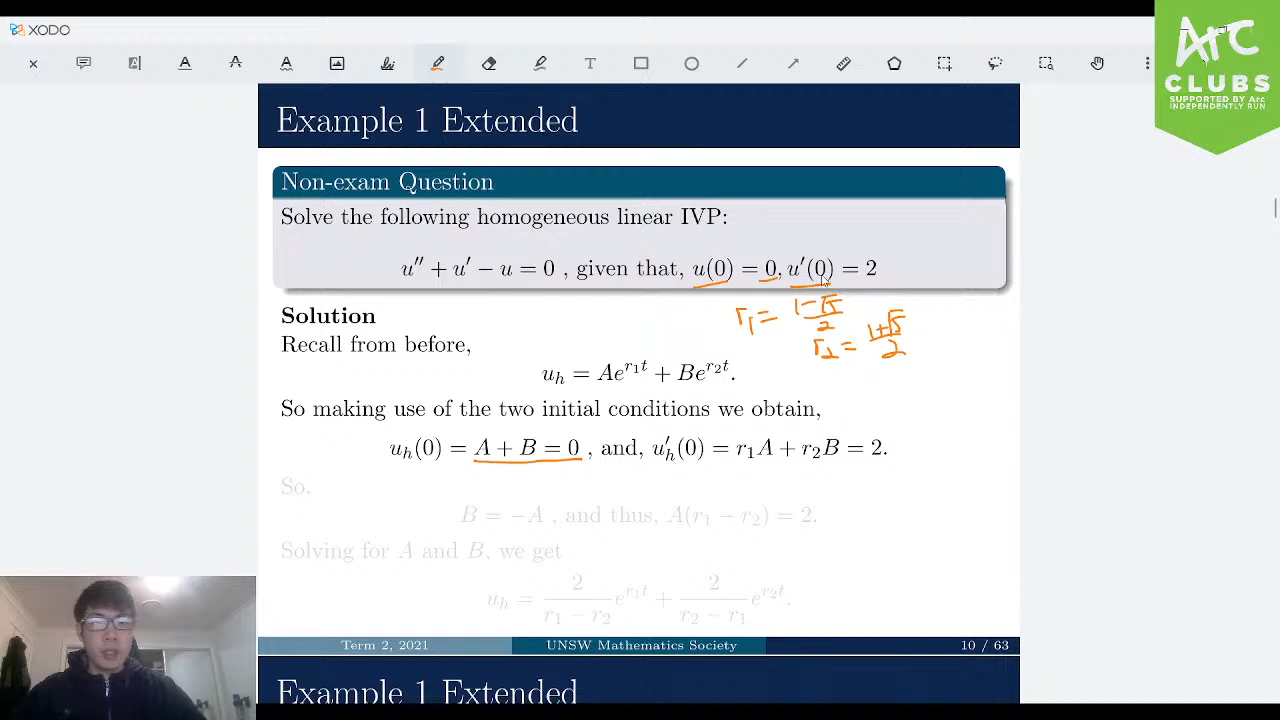 XODO
Arc
CLUBS
SUPPORTED BY Arc
INDEPENDENTLY RUN
Example 1 Extended
Non-exam Question
Solve the following homogeneous linear IVP:
u″ + u′ − u = 0 , given that, u(0) = 0, u′(0) = 2
r₁ = (1−√5)/2
r₂ = (1+√5)/2
Solution
Recall from before,
uₕ = Ae^{r₁t} + Be^{r₂t}.
So making use of the two initial conditions we obtain,
uₕ(0) = A + B = 0 , and, u′ₕ(0) = r₁A + r₂B = 2.
So,
B = −A , and thus, A(r₁ − r₂) = 2.
Solving for A and B, we get
uₕ = 2/(r₁ − r₂) e^{r₁t} + 2/(r₂ − r₁) e^{r₂t}.
Term 2, 2021 UNSW Mathematics Society 10 / 63
Example 1 Extended